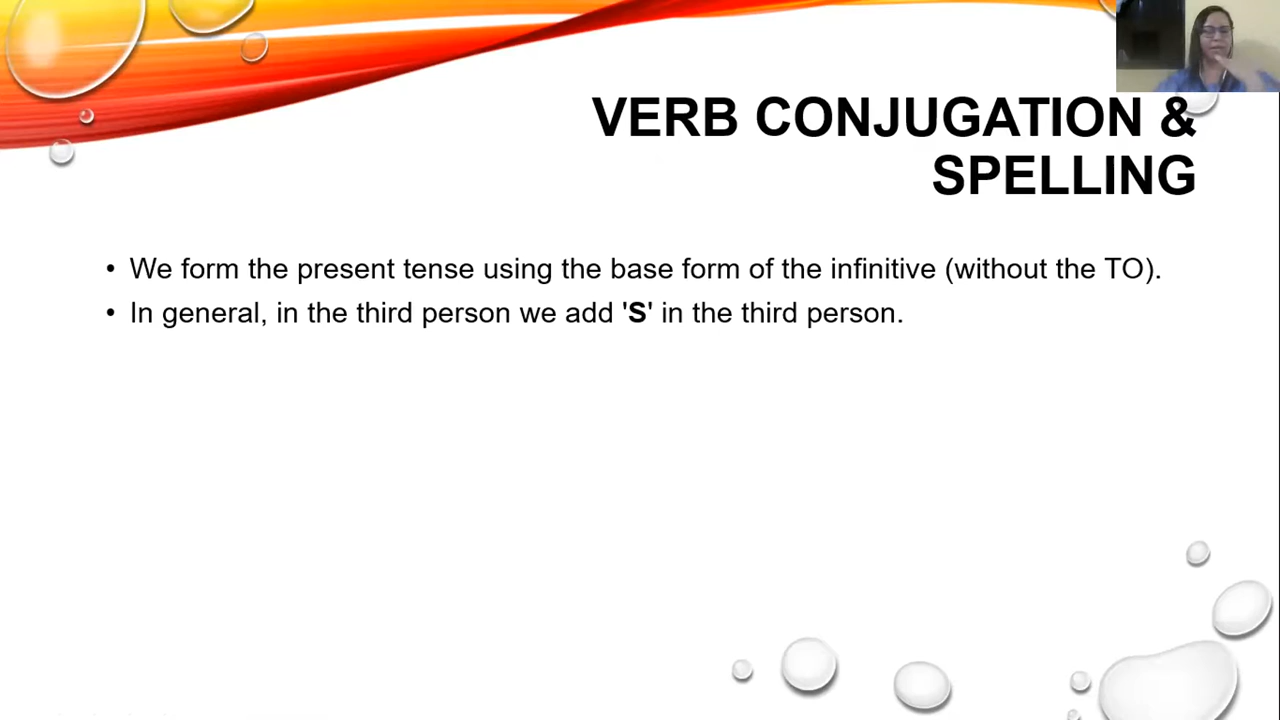 VERB CONJUGATION &
SPELLING
• We form the present tense using the base form of the infinitive (without the TO).
• In general, in the third person we add 'S' in the third person.